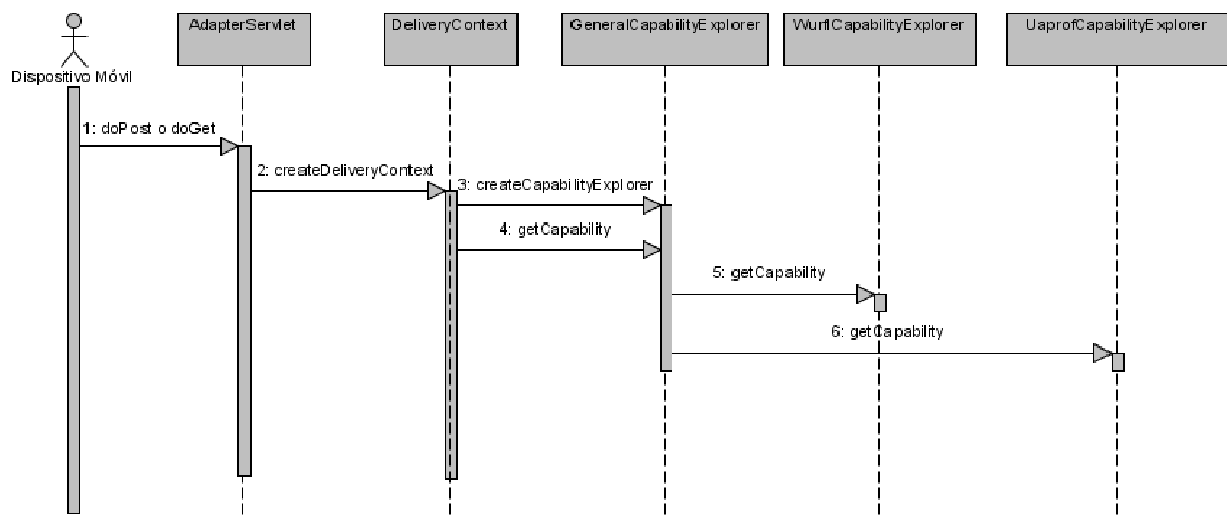 AdapterServlet
DeliveryContext
GeneralCapabilityExplorer
WurflCapabilityExplorer
UaprofCapabilityExplorer
Dispositivo Móvil
1: doPost o doGet
2: createDeliveryContext
3: createCapabilityExplorer
4: getCapability
5: getCapability
6: getCapability